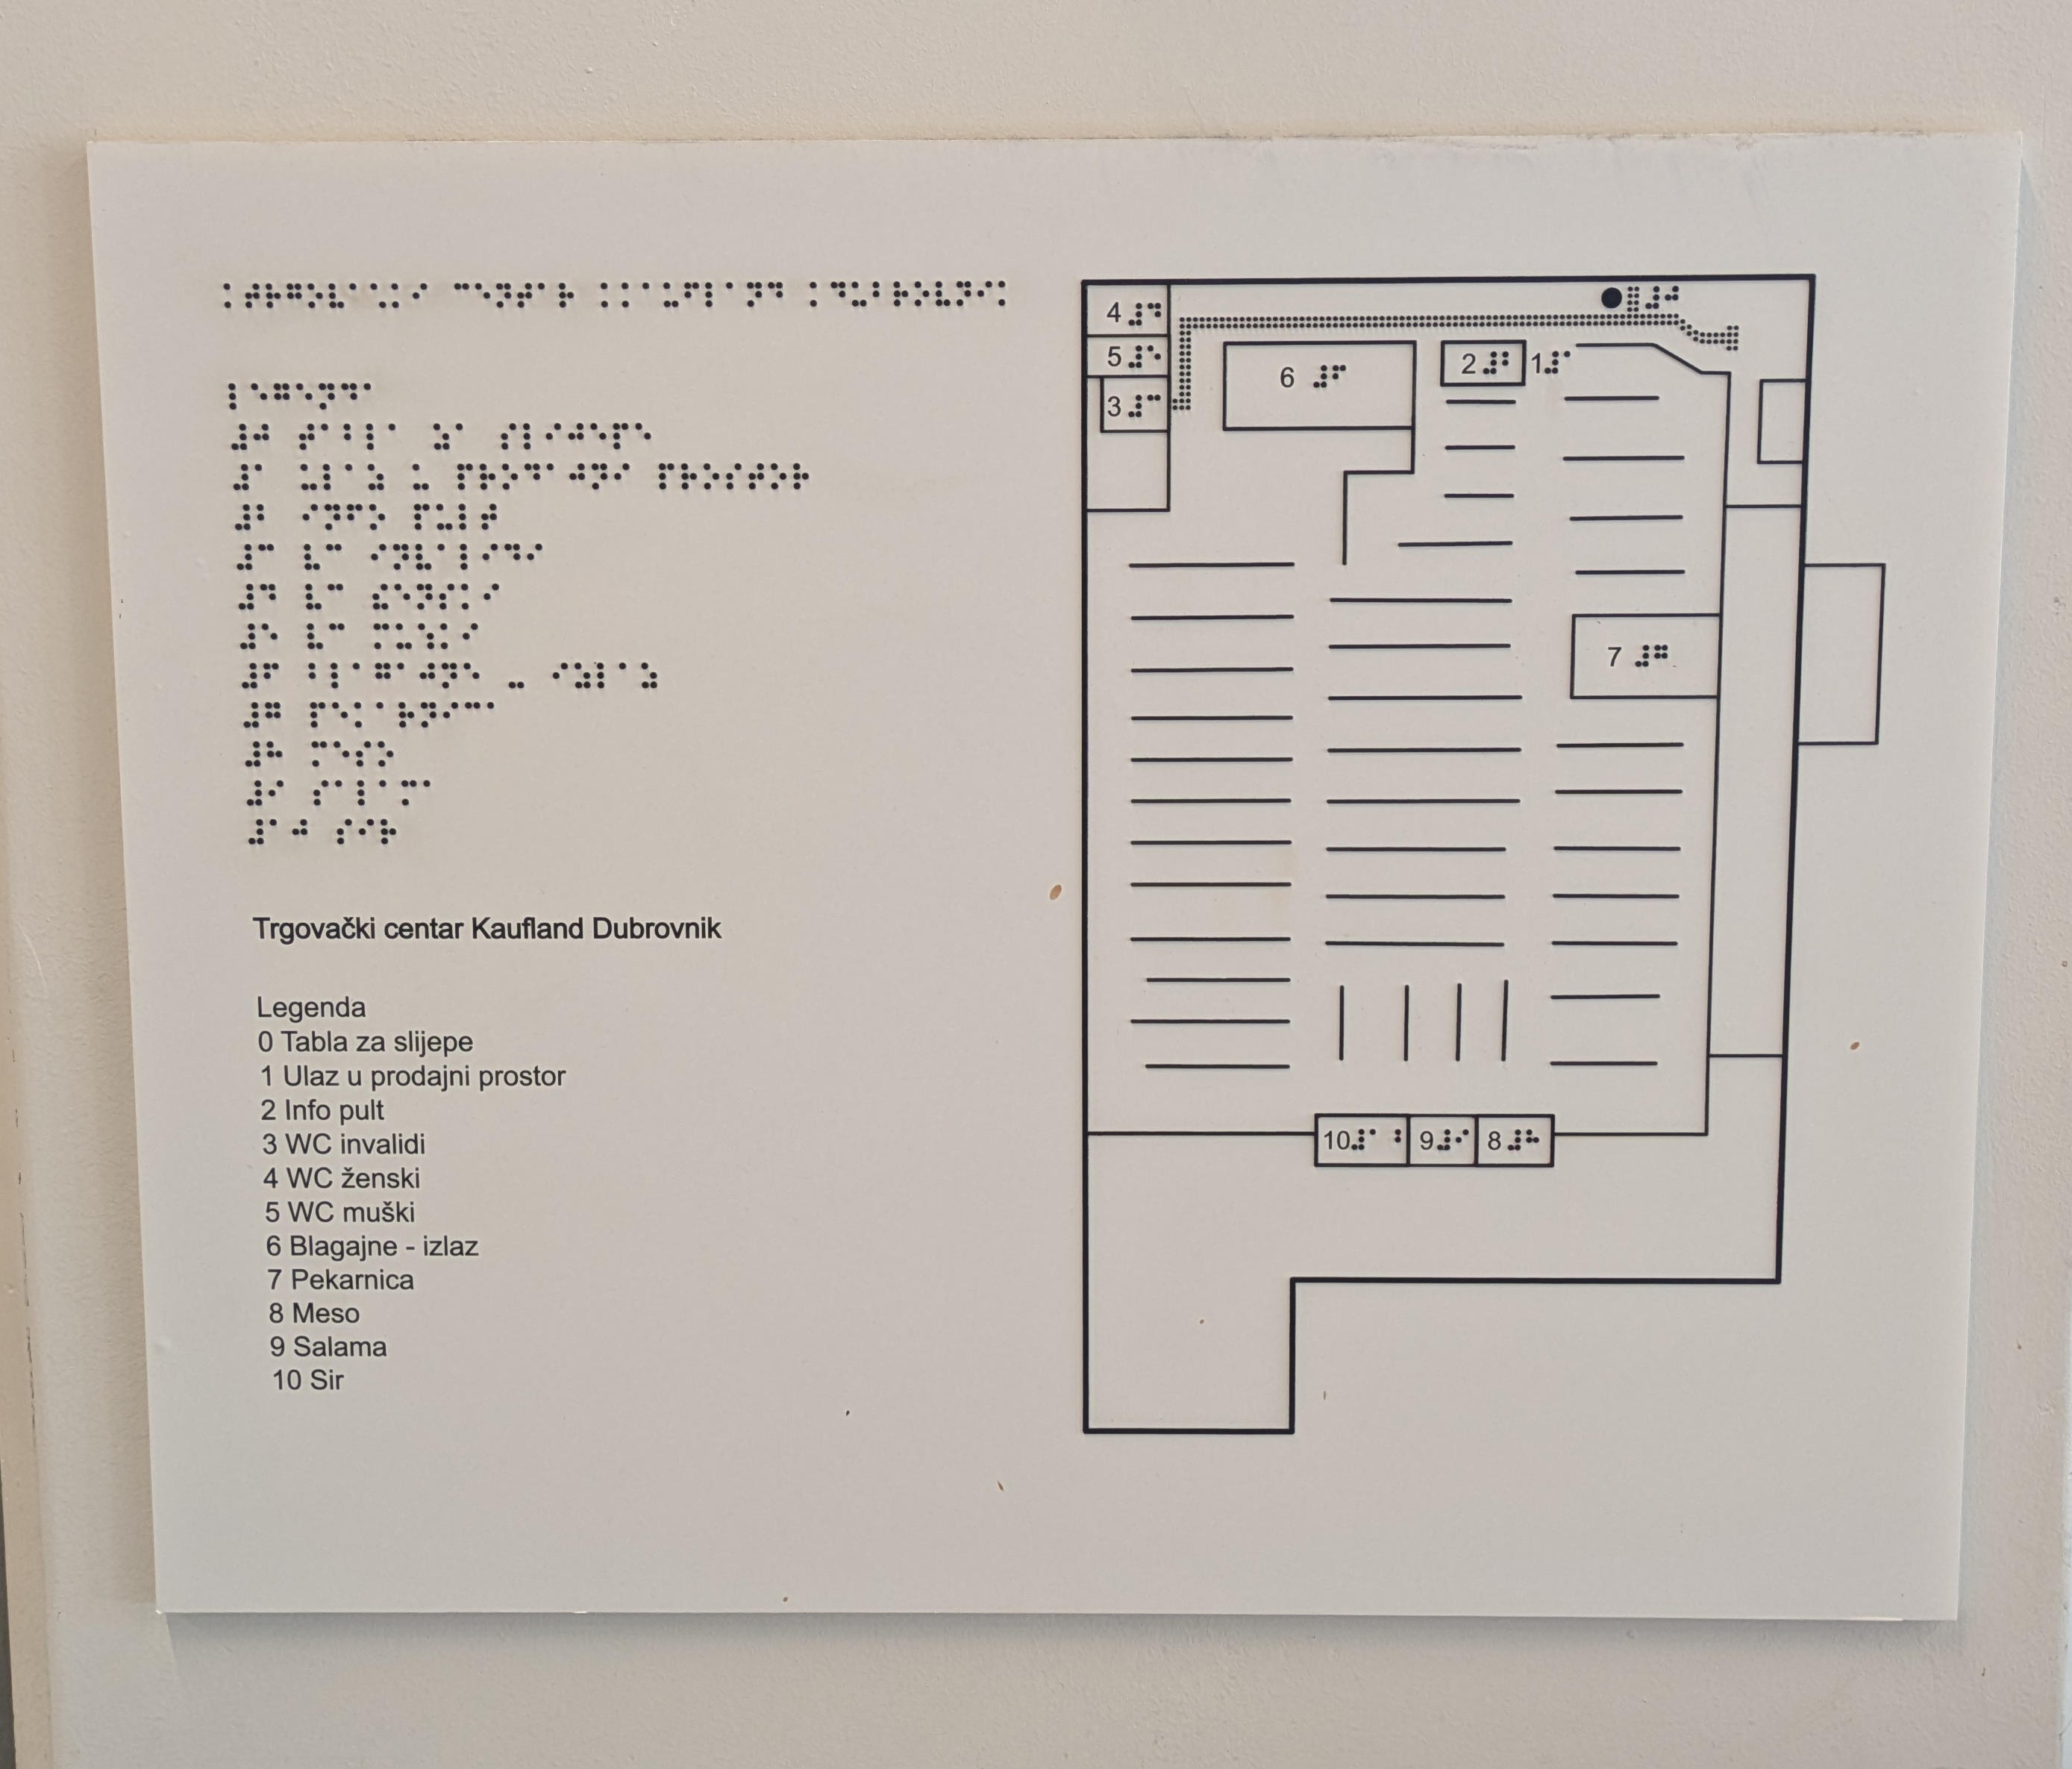 ⠨⠞⠗⠛⠕⠧⠁⠡⠅⠊ ⠉⠑⠝⠞⠁⠗ ⠨⠅⠁⠥⠋⠇⠁⠝⠙ ⠨⠙⠥⠃⠗⠕⠧⠝⠊⠅
⠇⠑⠛⠑⠝⠙⠁
⠼⠚ ⠞⠁⠃⠇⠁ ⠵⠁ ⠎⠇⠊⠚⠑⠏⠑
⠼⠁ ⠥⠇⠁⠵ ⠥ ⠏⠗⠕⠙⠁⠚⠝⠊ ⠏⠗⠕⠎⠞⠕⠗
⠼⠃ ⠊⠝⠋⠕ ⠏⠥⠇⠞
⠼⠉ ⠧⠉ ⠊⠝⠧⠁⠇⠊⠙⠊
⠼⠙ ⠧⠉ ⠮⠑⠝⠎⠅⠊
⠼⠑ ⠧⠉ ⠍⠥⠱⠅⠊
⠼⠋ ⠃⠇⠁⠛⠁⠚⠝⠑ ⠤ ⠊⠵⠇⠁⠵
⠼⠛ ⠏⠑⠅⠁⠗⠝⠊⠉⠁
⠼⠓ ⠍⠑⠎⠕
⠼⠊ ⠎⠁⠇⠁⠍⠁
⠼⠁⠚ ⠎⠊⠗
Trgovački centar Kaufland Dubrovnik
Legenda
0 Tabla za slijepe
1 Ulaz u prodajni prostor
2 Info pult
3 WC invalidi
4 WC ženski
5 WC muški
6 Blagajne - izlaz
7 Pekarnica
8 Meso
9 Salama
10 Sir
⠼⠚
4 ⠼⠙
5 ⠼⠑
3 ⠼⠉
6 ⠼⠋
2 ⠼⠃
1 ⠼⠁
7 ⠼⠛
10 ⠼⠁
9 ⠼⠊
8 ⠼⠓